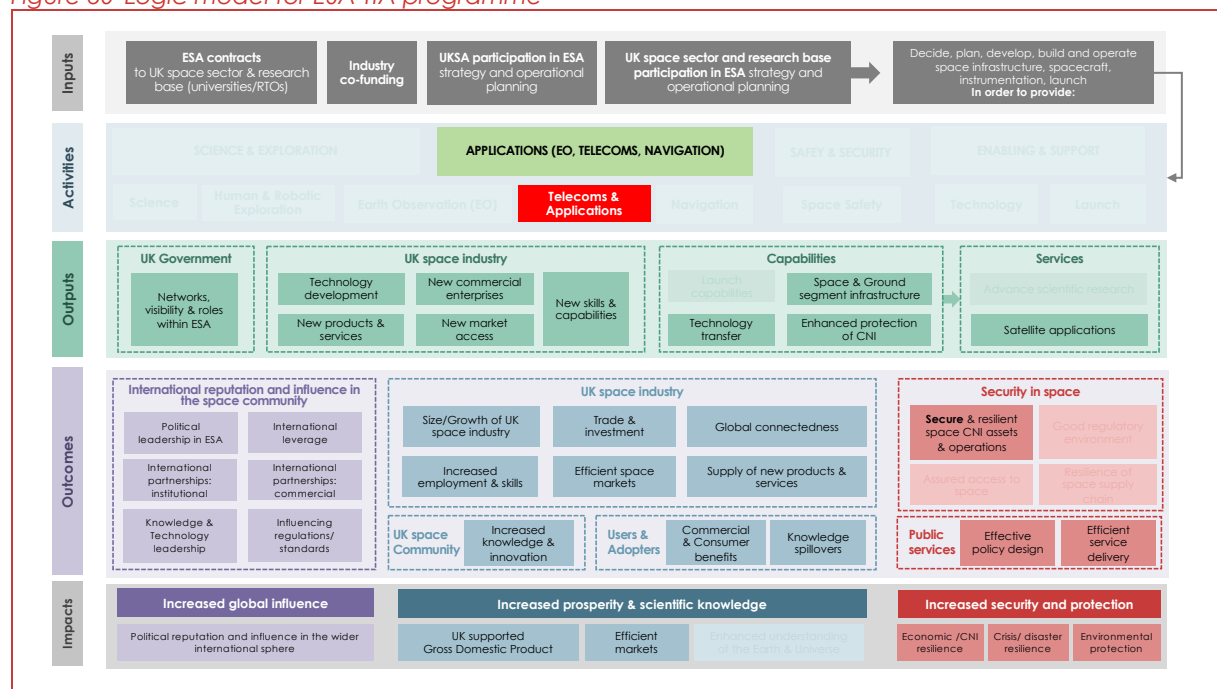 Figure 30 Logic model for ESA TIA programme
Inputs
ESA contracts
to UK space sector & research
base (universities/RTOs)
Industry
co-funding
UKSA participation in ESA
strategy and operational
planning
UK space sector and research base
participation in ESA strategy and
operational planning
Decide, plan, develop, build and operate
space infrastructure, spacecraft,
instrumentation, launch
In order to provide:
Activities
SCIENCE & EXPLORATION
APPLICATIONS (EO, TELECOMS, NAVIGATION)
SAFEY & SECURITY
ENABLING & SUPPORT
Science
Human & Robotic
Exploration
Earth Observation (EO)
Telecoms &
Applications
Navigation
Space Safety
Technology
Launch
Outputs
UK Government
Networks,
visibility & roles
within ESA
UK space industry
Technology
development
New commercial
enterprises
New products &
services
New market
access
New skills &
capabilities
Capabilities
Launch
capabilities
Space & Ground
segment infrastructure
Technology
transfer
Enhanced protection
of CNI
Services
Advance scientific research
Satellite applications
Outcomes
International reputation and influence in
the space community
Political
leadership in ESA
International
leverage
International
partnerships:
institutional
International
partnerships:
commercial
Knowledge &
Technology
leadership
Influencing
regulations/
standards
UK space industry
Size/Growth of UK
space industry
Trade &
investment
Global connectedness
Increased
employment & skills
Efficient space
markets
Supply of new products &
services
UK space
Community
Increased
knowledge &
innovation
Users &
Adopters
Commercial
& Consumer
benefits
Knowledge
spillovers
Security in space
Secure & resilient
space CNI assets
& operations
Good regulatory
environment
Assured access to
space
Resilience of
space supply
chain
Public
services
Effective
policy design
Efficient
service
delivery
Impacts
Increased global influence
Political reputation and influence in the wider
international sphere
Increased prosperity & scientific knowledge
UK supported
Gross Domestic Product
Efficient
markets
Enhanced understanding
of the Earth & Universe
Increased security and protection
Economic /CNI
resilience
Crisis/ disaster
resilience
Environmental
protection